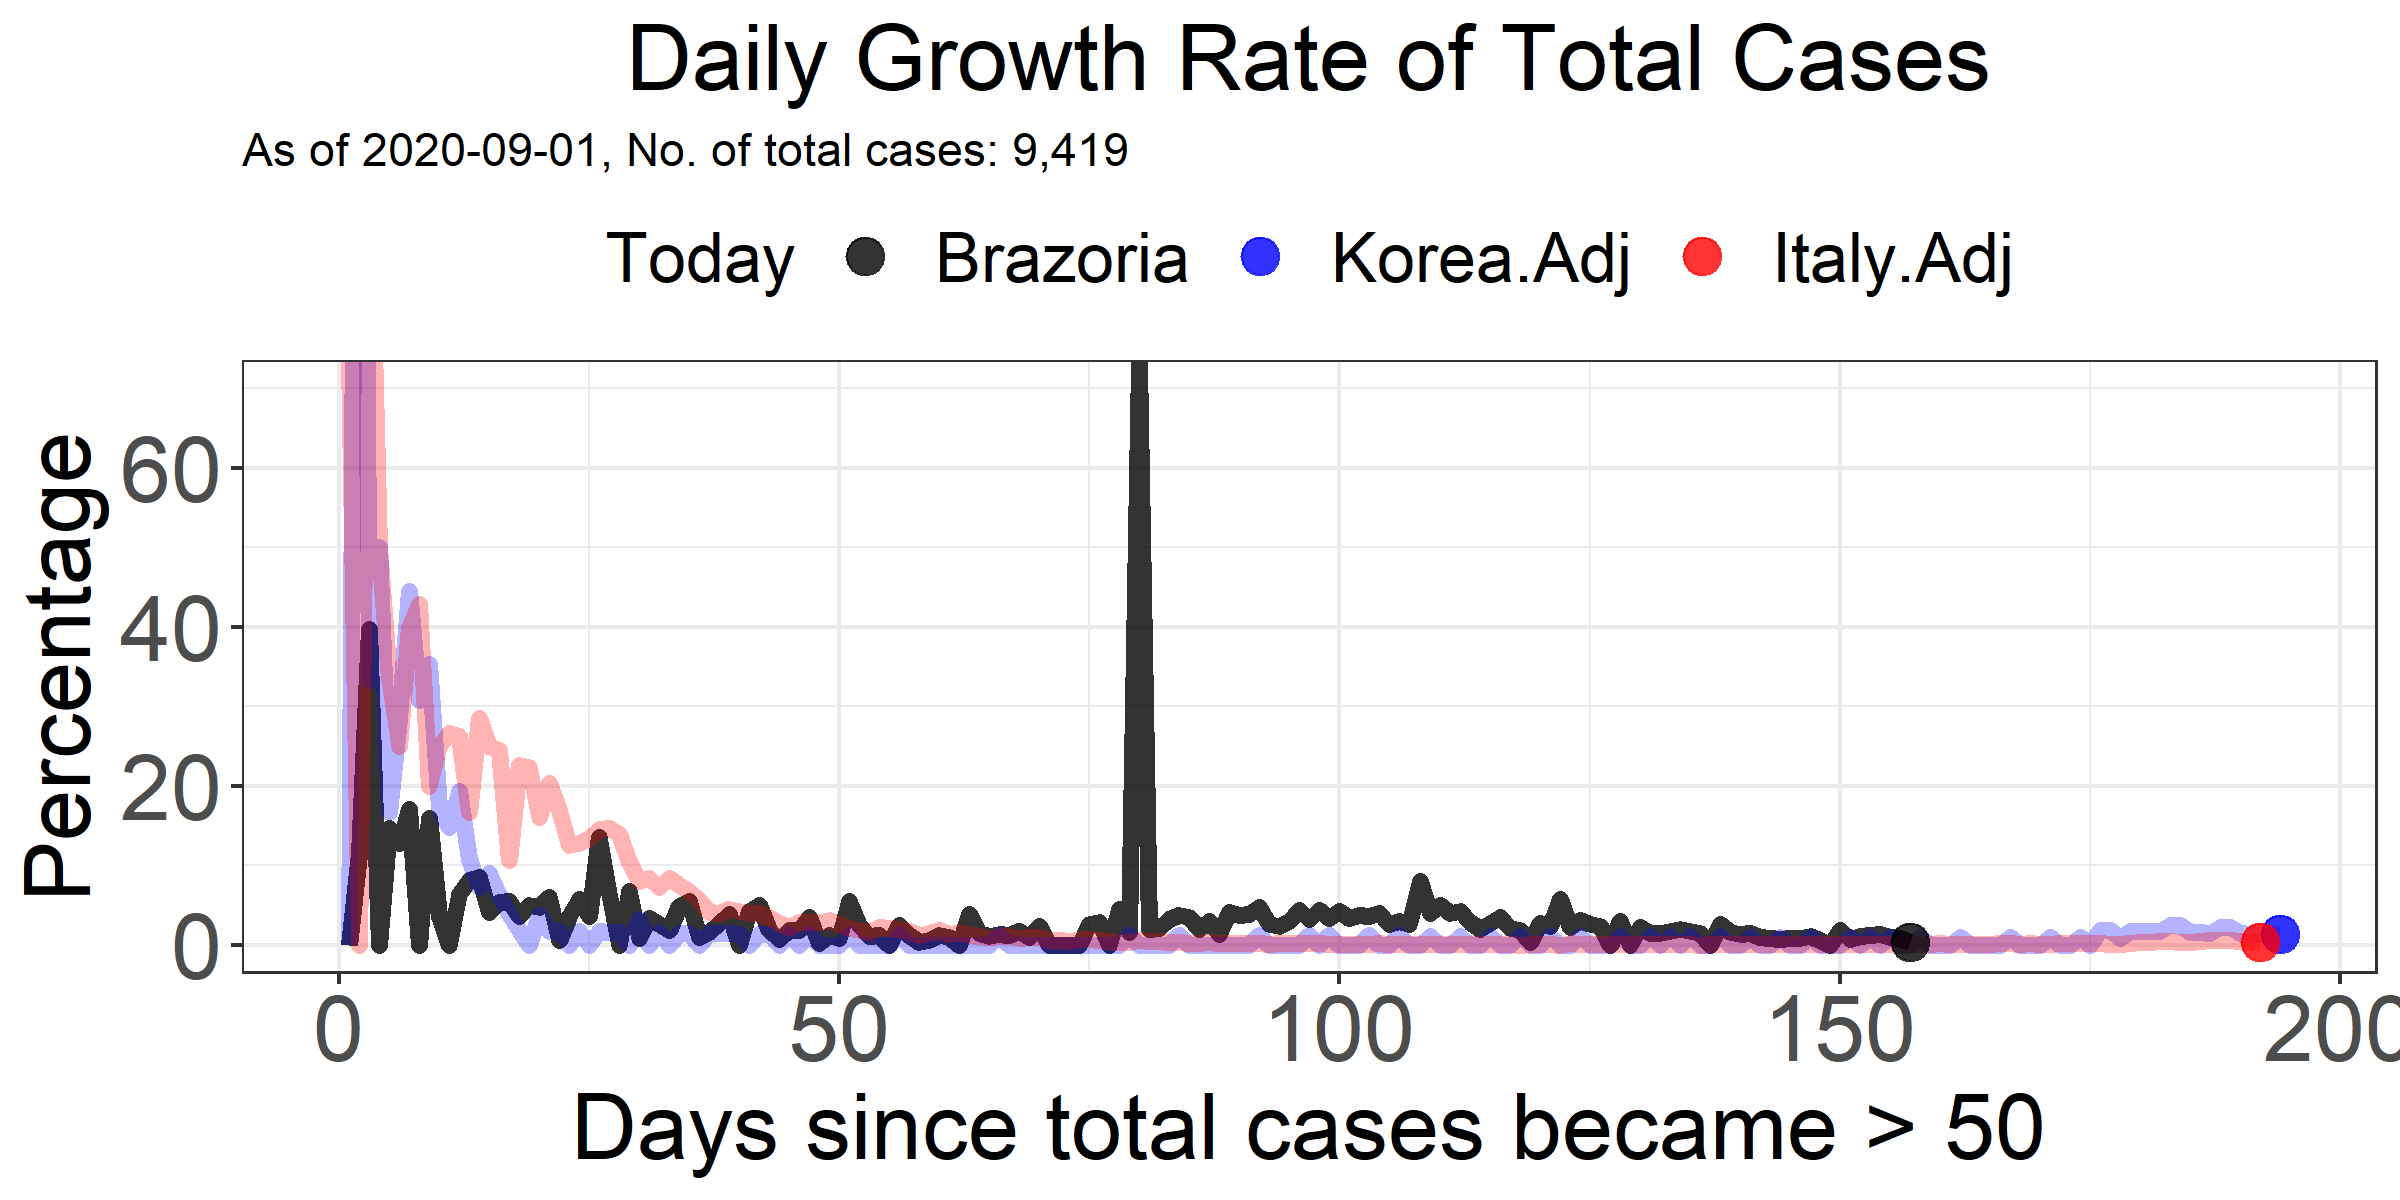 Daily Growth Rate of Total Cases
As of 2020-09-01, No. of total cases: 9,419
Today Brazoria Korea.Adj Italy.Adj
Percentage
60
40
20
0
0 50 100 150 200
Days since total cases became > 50